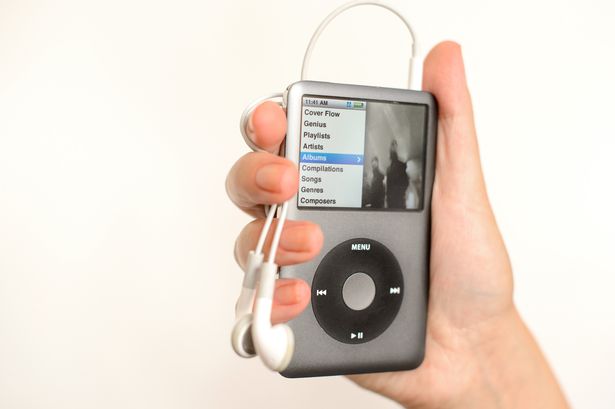 11:41 AM
Cover Flow
Genius
Playlists
Artists
Albums
Compilations
Songs
Genres
Composers
MENU